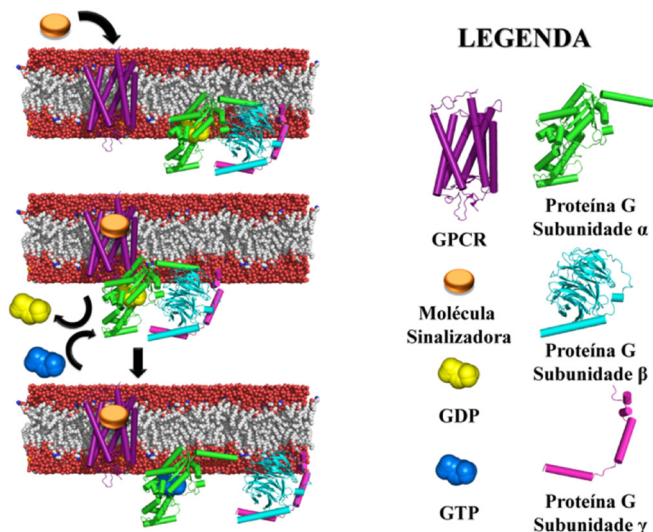 LEGENDA
GPCR
Proteína G
Subunidade α
Molécula
Sinalizadora
Proteína G
Subunidade β
GDP
GTP
Proteína G
Subunidade γ